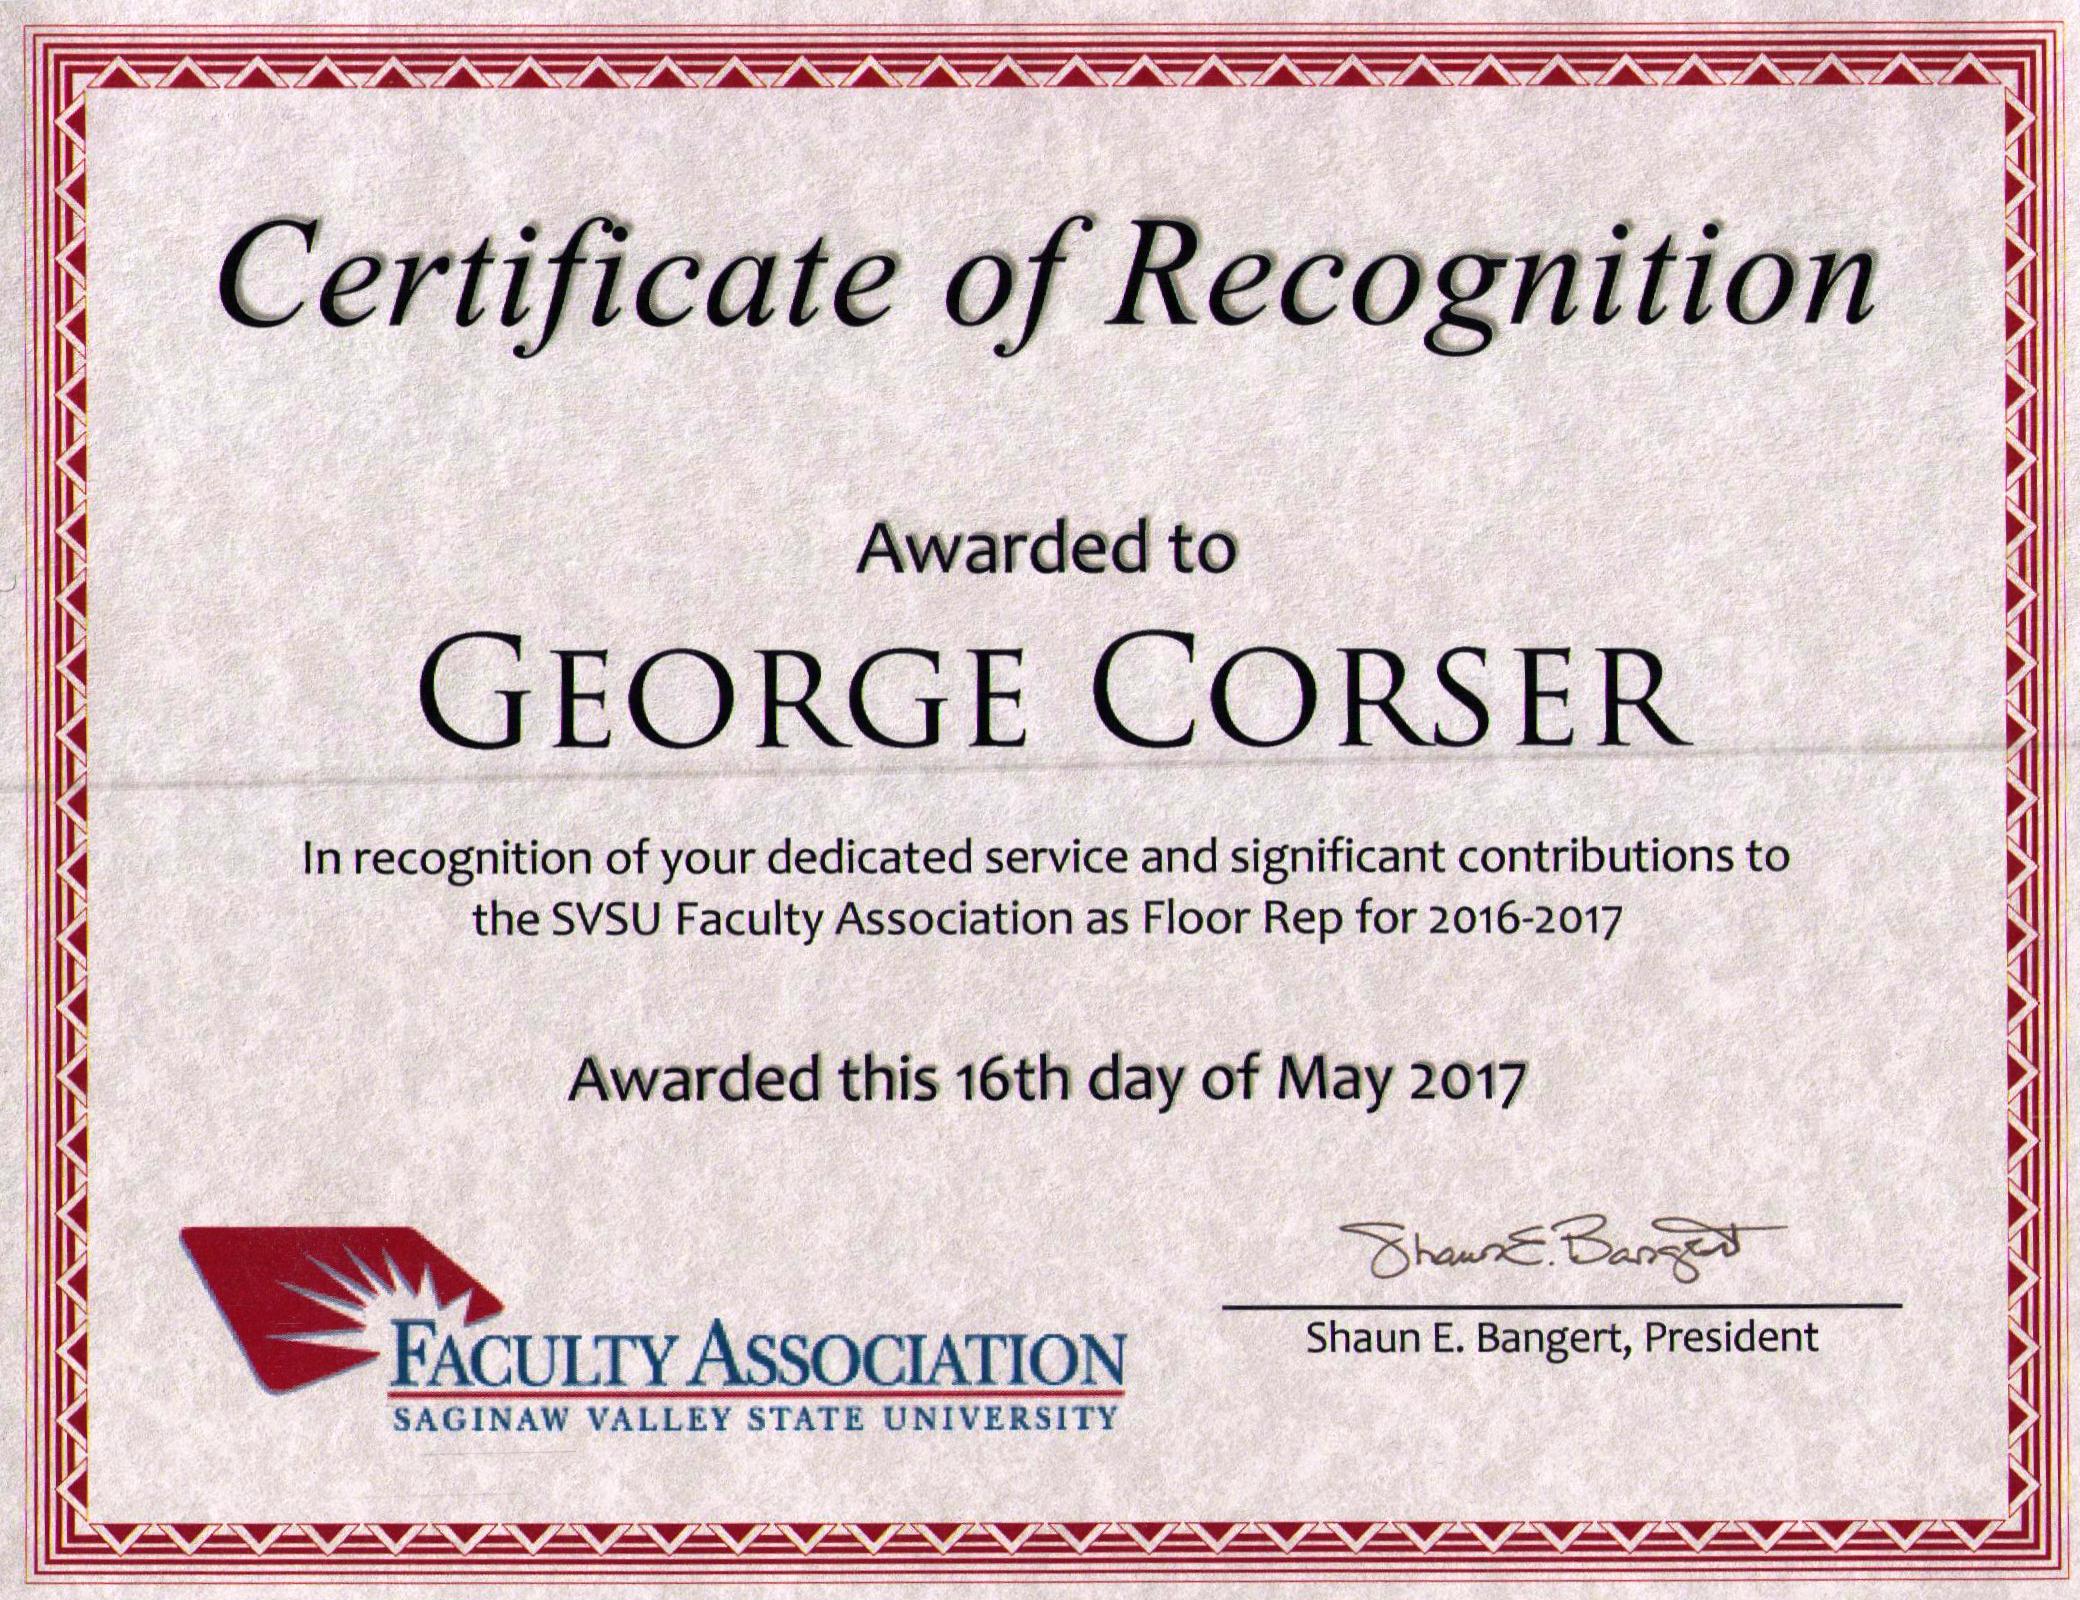 Certificate of Recognition
Awarded to
GEORGE CORSER
In recognition of your dedicated service and significant contributions to
the SVSU Faculty Association as Floor Rep for 2016-2017
Awarded this 16th day of May 2017
Shaun E. Bangert
Shaun E. Bangert, President
FACULTY ASSOCIATION
SAGINAW VALLEY STATE UNIVERSITY